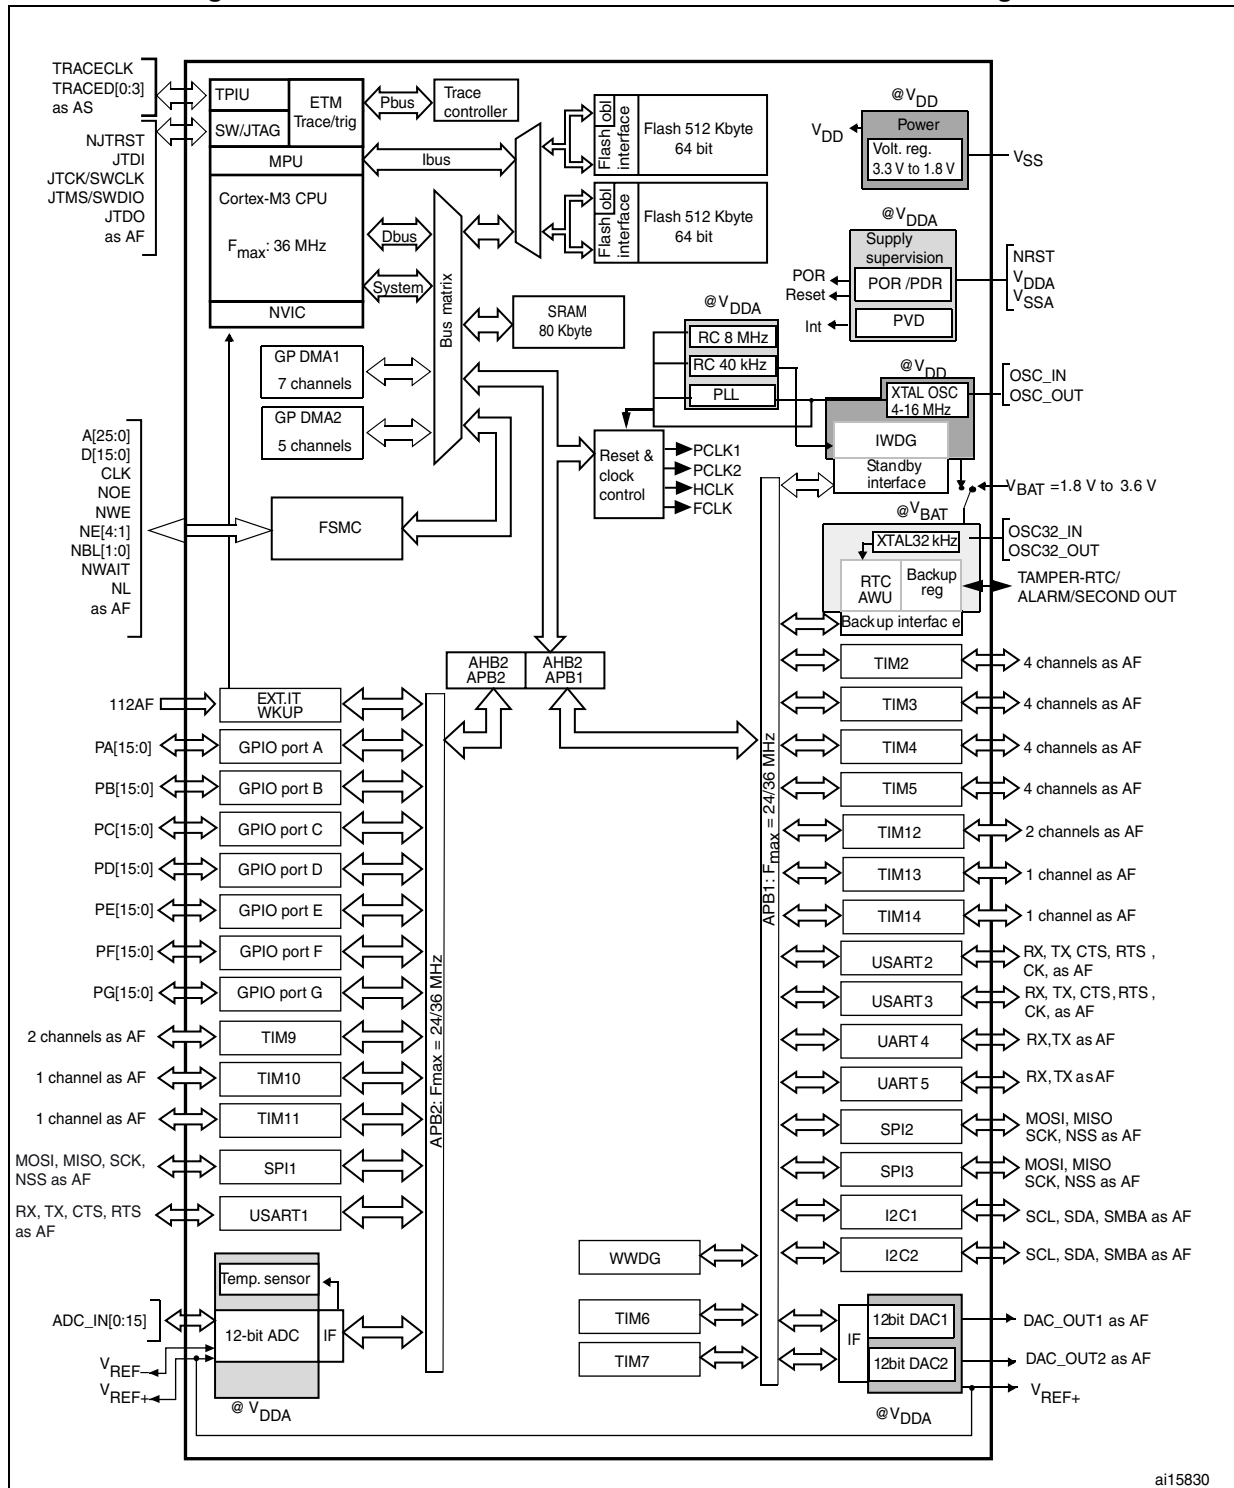 TRACECLK
TRACED[0:3]
as AS
NJTRST
JTDI
JTCK/SWCLK
JTMS/SWDIO
JTDO
as AF
TPIU
SW/JTAG
ETM
Trace/trig
Pbus
Trace
controller
MPU
Ibus
Cortex-M3 CPU
Fmax: 36 MHz
Dbus
System
NVIC
Bus matrix
Flash obl
interface
Flash 512 Kbyte
64 bit
Flash obl
interface
Flash 512 Kbyte
64 bit
SRAM
80 Kbyte
GP DMA1
7 channels
GP DMA2
5 channels
@VDD
Power
VDD
Volt. reg.
3.3 V to 1.8 V
VSS
@VDDA
Supply
supervision
POR
Reset
Int
POR /PDR
PVD
NRST
VDDA
VSSA
@VDDA
RC 8 MHz
RC 40 kHz
PLL
@VDD
XTAL OSC
4-16 MHz
OSC_IN
OSC_OUT
IWDG
Standby
interface
Reset &
clock
control
PCLK1
PCLK2
HCLK
FCLK
VBAT =1.8 V to 3.6 V
@VBAT
XTAL32 kHz
OSC32_IN
OSC32_OUT
RTC
AWU
Backup
reg
TAMPER-RTC/
ALARM/SECOND OUT
Backup interfac e
A[25:0]
D[15:0]
CLK
NOE
NWE
NE[4:1]
NBL[1:0]
NWAIT
NL
as AF
FSMC
AHB2
APB2
AHB2
APB1
112AF
EXT.IT
WKUP
PA[15:0]
GPIO port A
PB[15:0]
GPIO port B
PC[15:0]
GPIO port C
PD[15:0]
GPIO port D
PE[15:0]
GPIO port E
PF[15:0]
GPIO port F
PG[15:0]
GPIO port G
2 channels as AF
TIM9
1 channel as AF
TIM10
1 channel as AF
TIM11
MOSI, MISO, SCK,
NSS as AF
SPI1
RX, TX, CTS, RTS
as AF
USART1
Temp. sensor
ADC_IN[0:15]
12-bit ADC
IF
VREF–
VREF+
@ VDDA
APB2: Fmax = 24/36 MHz
APB1: Fmax = 24/36 MHz
TIM2
4 channels as AF
TIM3
4 channels as AF
TIM4
4 channels as AF
TIM5
4 channels as AF
TIM12
2 channels as AF
TIM13
1 channel as AF
TIM14
1 channel as AF
USART2
RX, TX, CTS, RTS ,
CK, as AF
USART3
RX, TX, CTS, RTS ,
CK, as AF
UART4
RX,TX as AF
UART5
RX, TX as AF
SPI2
MOSI, MISO
SCK, NSS as AF
SPI3
MOSI, MISO
SCK, NSS as AF
I2C1
SCL, SDA, SMBA as AF
I2C2
SCL, SDA, SMBA as AF
WWDG
TIM6
TIM7
IF
12bit DAC1
DAC_OUT1 as AF
12bit DAC2
DAC_OUT2 as AF
VREF+
@VDDA
ai15830